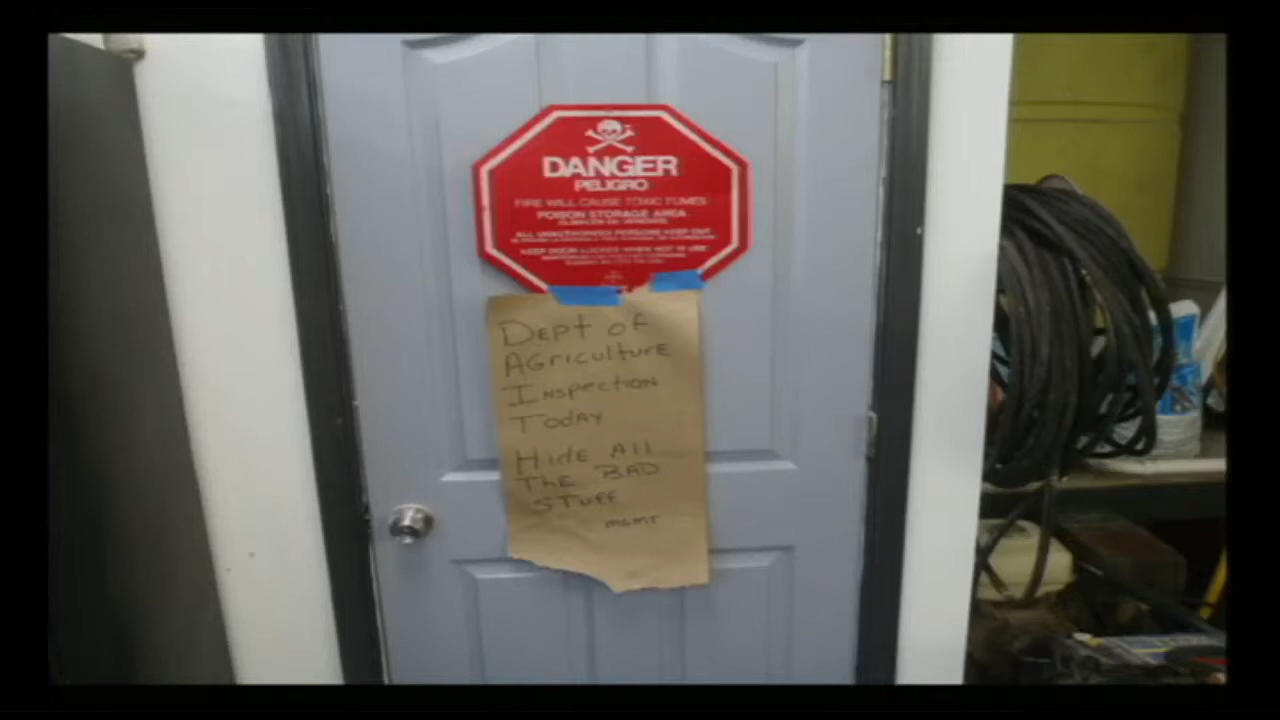 DANGER
PELIGRO
FIRE WILL CAUSE TOXIC FUMES
POISON STORAGE AREA
ALL UNAUTHORIZED PERSONS KEEP OUT
KEEP DOOR LOCKED WHEN NOT IN USE
DEPT OF
AGRICULTURE
INSPECTION
TODAY
HIDE ALL
THE BAD
STUFF
MGMT